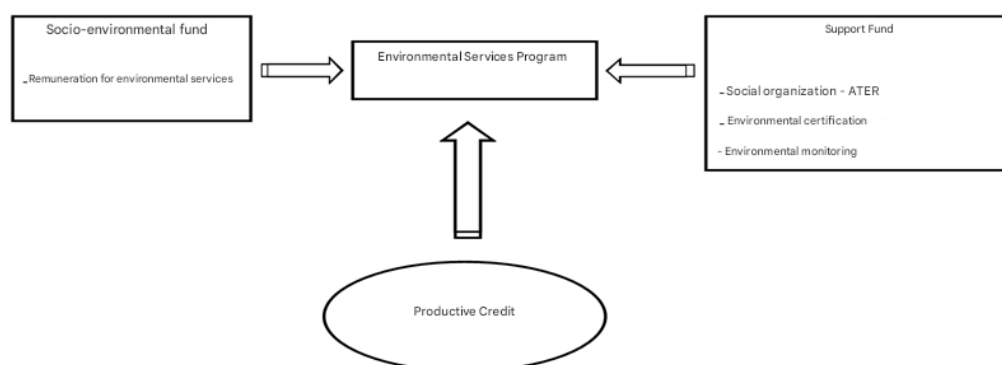 Socio-environmental fund
-Remuneration for environmental services
Environmental Services Program
Support Fund
- Social organization - ATER
- Environmental certification
- Environmental monitoring
Productive Credit